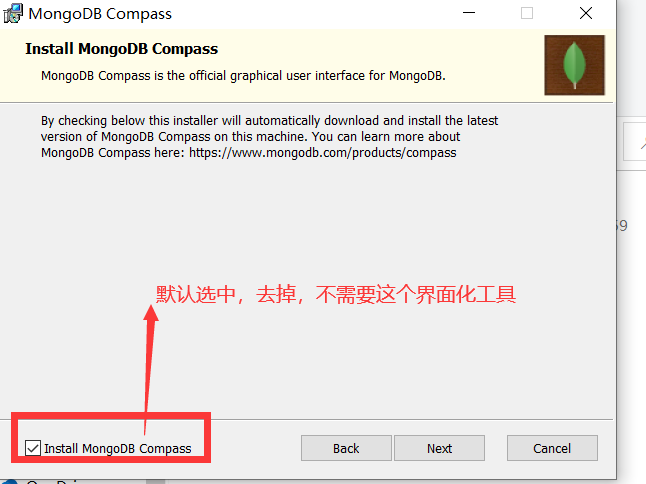 MongoDB Compass
Install MongoDB Compass
MongoDB Compass is the official graphical user interface for MongoDB.
By checking below this installer will automatically download and install the latest
version of MongoDB Compass on this machine. You can learn more about
MongoDB Compass here: https://www.mongodb.com/products/compass
默认选中，去掉，不需要这个界面化工具
Install MongoDB Compass
Back
Next
Cancel